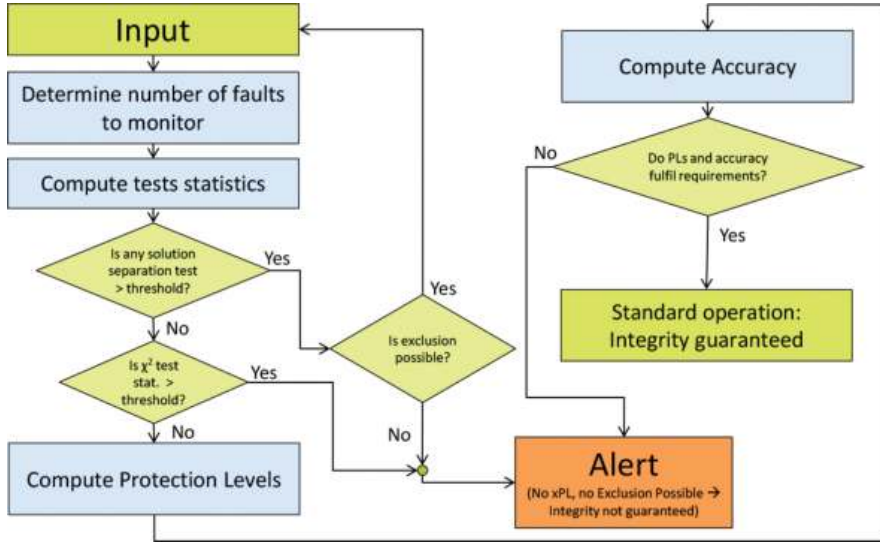 Input
Determine number of faults
to monitor
Compute tests statistics
Is any solution
separation test
> threshold?
Yes
No
Is χ² test
stat. >
threshold?
Yes
No
Compute Protection Levels
Yes
Is exclusion
possible?
No
Compute Accuracy
No
Do PLs and accuracy
fulfil requirements?
Yes
Standard operation:
Integrity guaranteed
Alert
(No xPL, no Exclusion Possible →
Integrity not guaranteed)